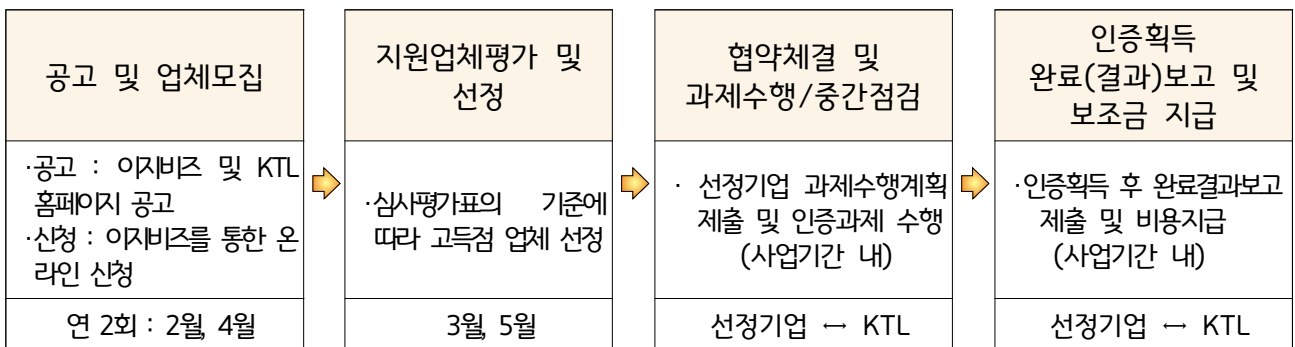 공고 및 업체모집
·공고 : 이지비즈 및 KTL
홈페이지 공고
·신청 : 이지비즈를 통한 온
라인 신청
연 2회 : 2월, 4월
지원업체평가 및
선정
·심사평가표의 기준에
따라 고득점 업체 선정
3월, 5월
협약체결 및
과제수행/중간점검
· 선정기업 과제수행계획
제출 및 인증과제 수행
(사업기간 내)
선정기업 ↔ KTL
인증획득
완료(결과)보고 및
보조금 지급
·인증획득 후 완료결과보고
제출 및 비용지급
(사업기간 내)
선정기업 ↔ KTL